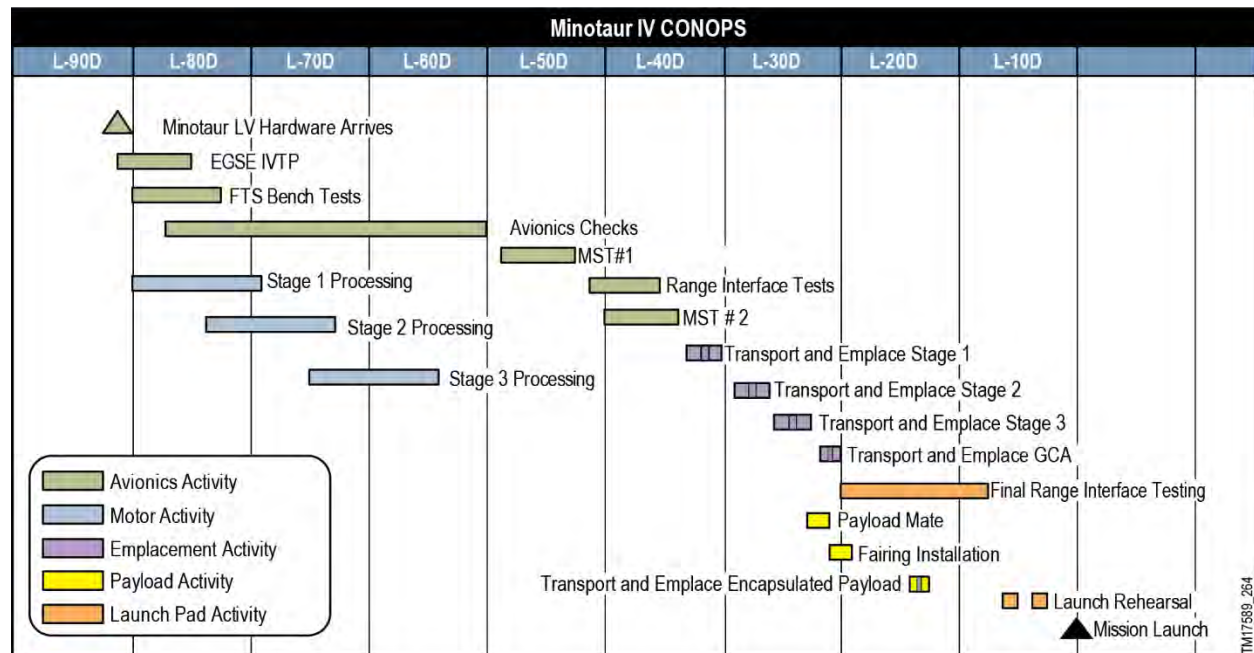 Minotaur IV CONOPS
L-90D L-80D L-70D L-60D L-50D L-40D L-30D L-20D L-10D
Minotaur LV Hardware Arrives
EGSE IVTP
FTS Bench Tests
Avionics Checks
MST#1
Stage 1 Processing
Range Interface Tests
Stage 2 Processing
MST # 2
Transport and Emplace Stage 1
Stage 3 Processing
Transport and Emplace Stage 2
Transport and Emplace Stage 3
Transport and Emplace GCA
Final Range Interface Testing
Payload Mate
Fairing Installation
Transport and Emplace Encapsulated Payload
Launch Rehearsal
Mission Launch
Avionics Activity
Motor Activity
Emplacement Activity
Payload Activity
Launch Pad Activity
TM17589_264